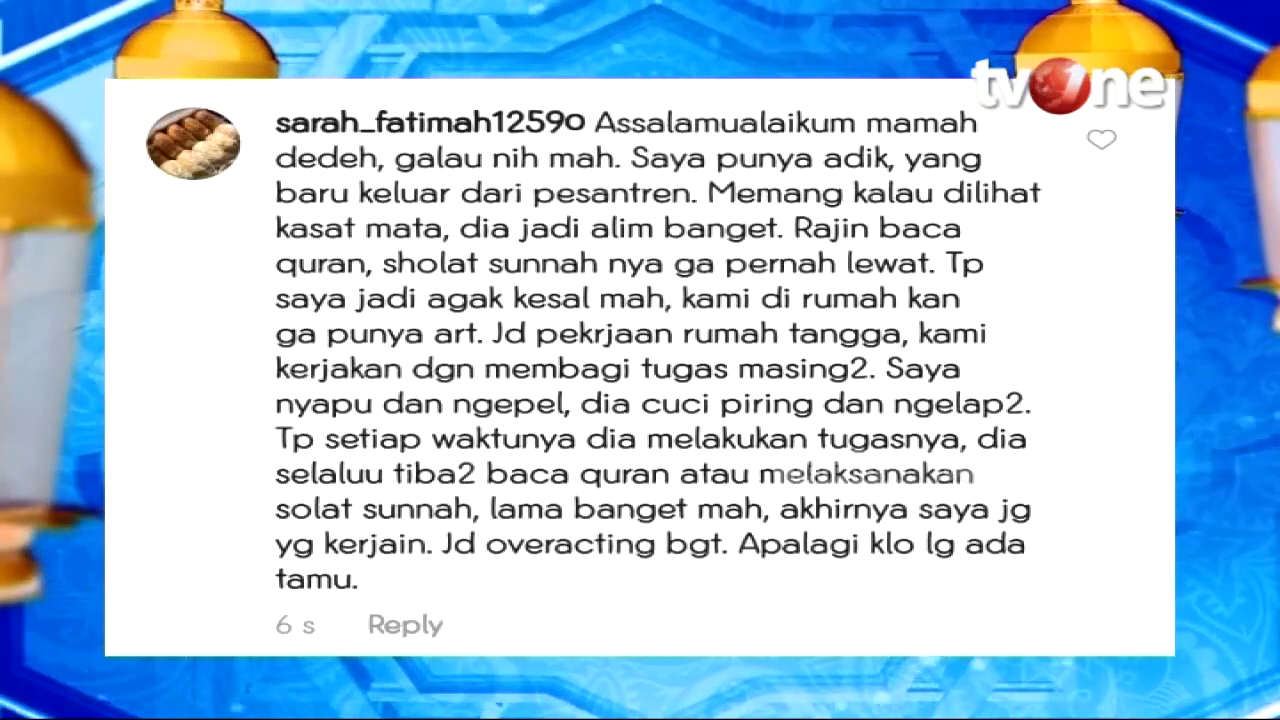 tvOne
sarah_fatimah12590 Assalamualaikum mamah
dedeh, galau nih mah. Saya punya adik, yang
baru keluar dari pesantren. Memang kalau dilihat
kasat mata, dia jadi alim banget. Rajin baca
quran, sholat sunnah nya ga pernah lewat. Tp
saya jadi agak kesal mah, kami di rumah kan
ga punya art. Jd pekrjaan rumah tangga, kami
kerjakan dgn membagi tugas masing2. Saya
nyapu dan ngepel, dia cuci piring dan ngelap2.
Tp setiap waktunya dia melakukan tugasnya, dia
selaluu tiba2 baca quran atau melaksanakan
solat sunnah, lama banget mah, akhirnya saya jg
yg kerjain. Jd overacting bgt. Apalagi klo lg ada
tamu.
6 s Reply